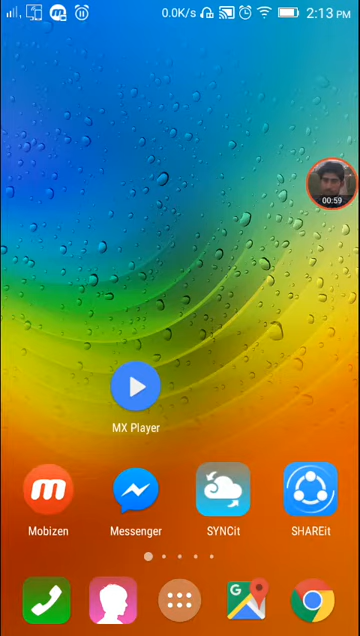 0.0K/s 2:13 PM
00:59
MX Player
Mobizen Messenger SYNCit SHAREit
G